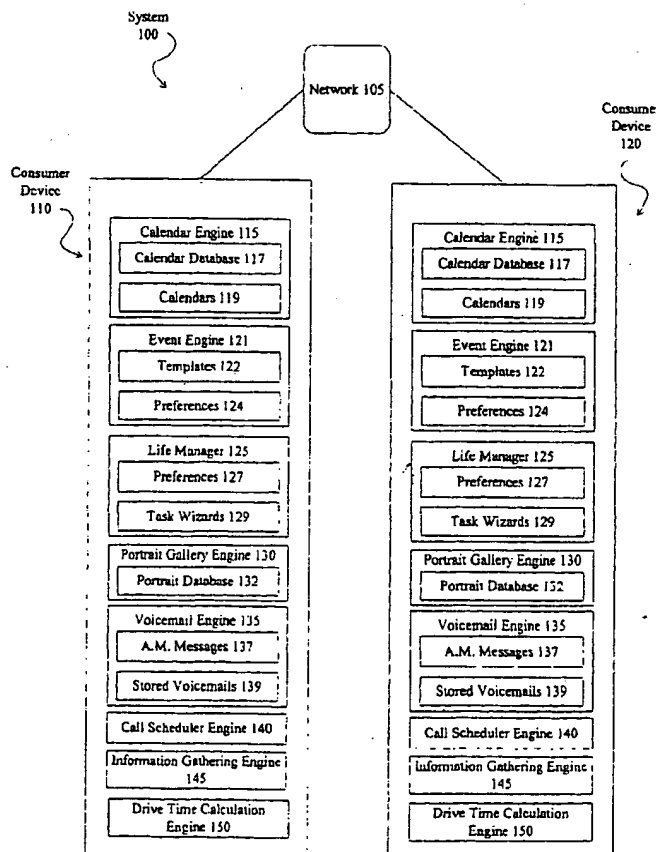 System
100
Network 105
Consumer
Device
120
Consumer
Device
110
Calendar Engine 115
Calendar Database 117
Calendars 119
Event Engine 121
Templates 122
Preferences 124
Life Manager 125
Preferences 127
Task Wizards 129
Portrait Gallery Engine 130
Portrait Database 132
Voicemail Engine 135
A.M. Messages 137
Stored Voicemails 139
Call Scheduler Engine 140
Information Gathering Engine
145
Drive Time Calculation
Engine 150
Calendar Engine 115
Calendar Database 117
Calendars 119
Event Engine 121
Templates 122
Preferences 124
Life Manager 125
Preferences 127
Task Wizards 129
Portrait Gallery Engine 130
Portrait Database 132
Voicemail Engine 135
A.M. Messages 137
Stored Voicemails 139
Call Scheduler Engine 140
Information Gathering Engine
145
Drive Time Calculation
Engine 150